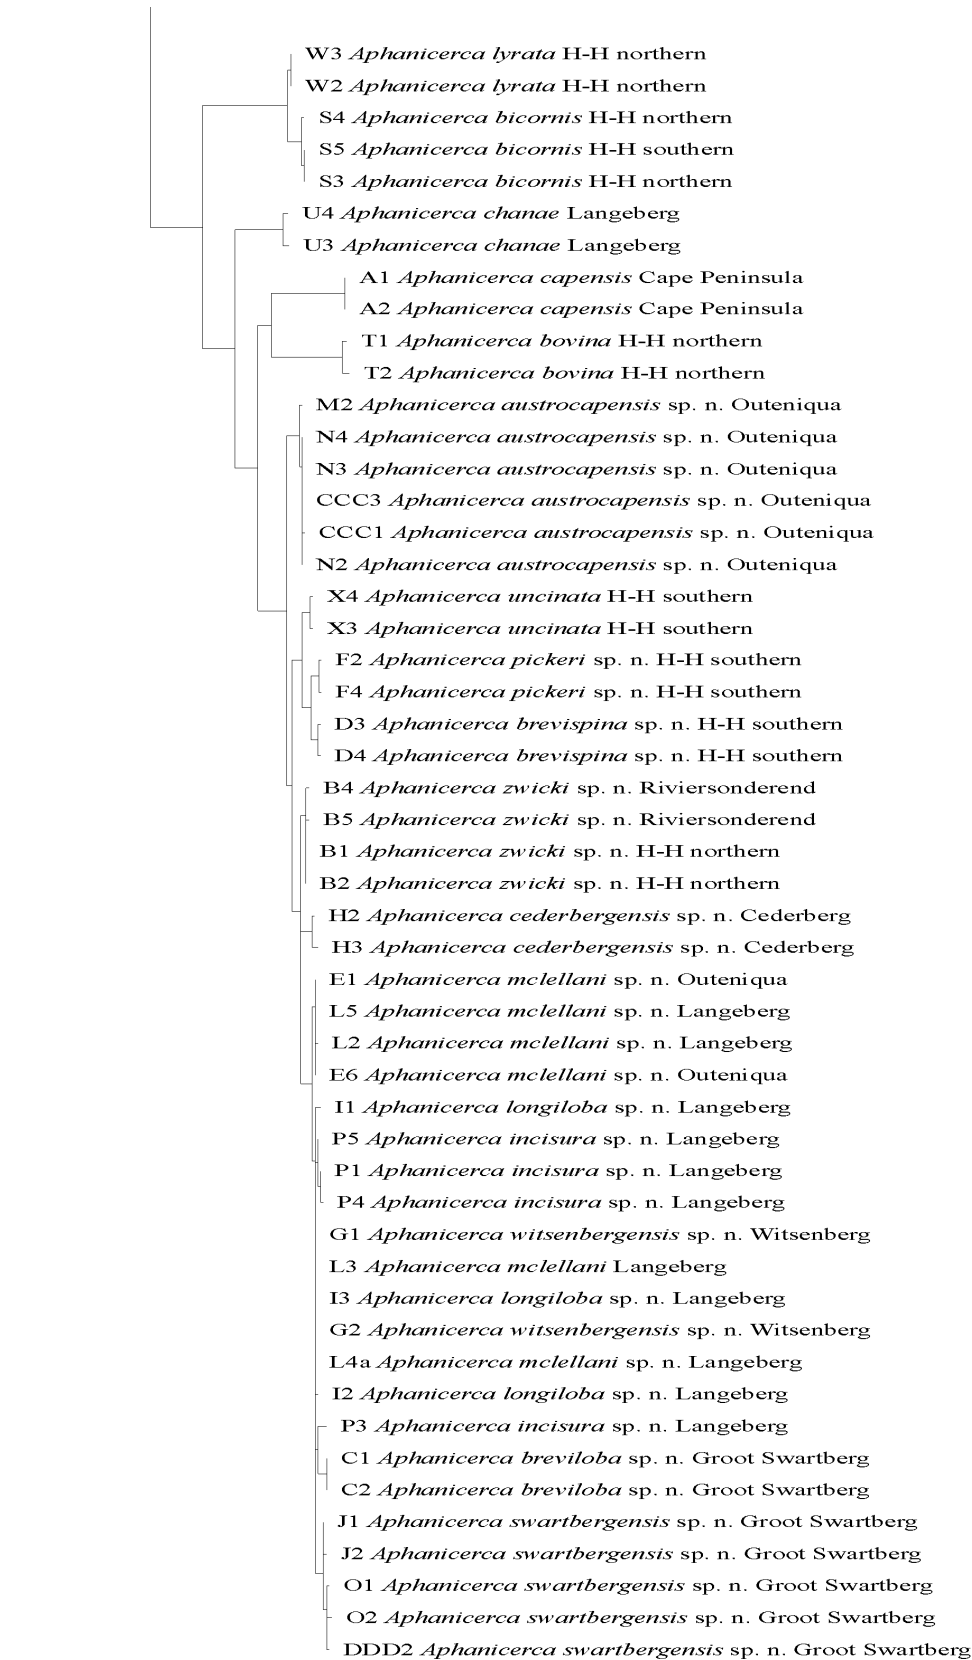 W3 Aphanicerca lyrata H-H northern
W2 Aphanicerca lyrata H-H northern
S4 Aphanicerca bicornis H-H northern
S5 Aphanicerca bicornis H-H southern
S3 Aphanicerca bicornis H-H northern
U4 Aphanicerca chanae Langeberg
U3 Aphanicerca chanae Langeberg
A1 Aphanicerca capensis Cape Peninsula
A2 Aphanicerca capensis Cape Peninsula
T1 Aphanicerca bovina H-H northern
T2 Aphanicerca bovina H-H northern
M2 Aphanicerca austrocapensis sp. n. Outeniqua
N4 Aphanicerca austrocapensis sp. n. Outeniqua
N3 Aphanicerca austrocapensis sp. n. Outeniqua
CCC3 Aphanicerca austrocapensis sp. n. Outeniqua
CCC1 Aphanicerca austrocapensis sp. n. Outeniqua
N2 Aphanicerca austrocapensis sp. n. Outeniqua
X4 Aphanicerca uncinata H-H southern
X3 Aphanicerca uncinata H-H southern
F2 Aphanicerca pickeri sp. n. H-H southern
F4 Aphanicerca pickeri sp. n. H-H southern
D3 Aphanicerca brevispina sp. n. H-H southern
D4 Aphanicerca brevispina sp. n. H-H southern
B4 Aphanicerca zwicki sp. n. Riviersonderend
B5 Aphanicerca zwicki sp. n. Riviersonderend
B1 Aphanicerca zwicki sp. n. H-H northern
B2 Aphanicerca zwicki sp. n. H-H northern
H2 Aphanicerca cederbergensis sp. n. Cederberg
H3 Aphanicerca cederbergensis sp. n. Cederberg
E1 Aphanicerca mclellani sp. n. Outeniqua
L5 Aphanicerca mclellani sp. n. Langeberg
L2 Aphanicerca mclellani sp. n. Langeberg
E6 Aphanicerca mclellani sp. n. Outeniqua
I1 Aphanicerca longiloba sp. n. Langeberg
P5 Aphanicerca incisura sp. n. Langeberg
P1 Aphanicerca incisura sp. n. Langeberg
P4 Aphanicerca incisura sp. n. Langeberg
G1 Aphanicerca witsenbergensis sp. n. Witsenberg
L3 Aphanicerca mclellani Langeberg
I3 Aphanicerca longiloba sp. n. Langeberg
G2 Aphanicerca witsenbergensis sp. n. Witsenberg
L4a Aphanicerca mclellani sp. n. Langeberg
I2 Aphanicerca longiloba sp. n. Langeberg
P3 Aphanicerca incisura sp. n. Langeberg
C1 Aphanicerca breviloba sp. n. Groot Swartberg
C2 Aphanicerca breviloba sp. n. Groot Swartberg
J1 Aphanicerca swartbergensis sp. n. Groot Swartberg
J2 Aphanicerca swartbergensis sp. n. Groot Swartberg
O1 Aphanicerca swartbergensis sp. n. Groot Swartberg
O2 Aphanicerca swartbergensis sp. n. Groot Swartberg
DDD2 Aphanicerca swartbergensis sp. n. Groot Swartberg